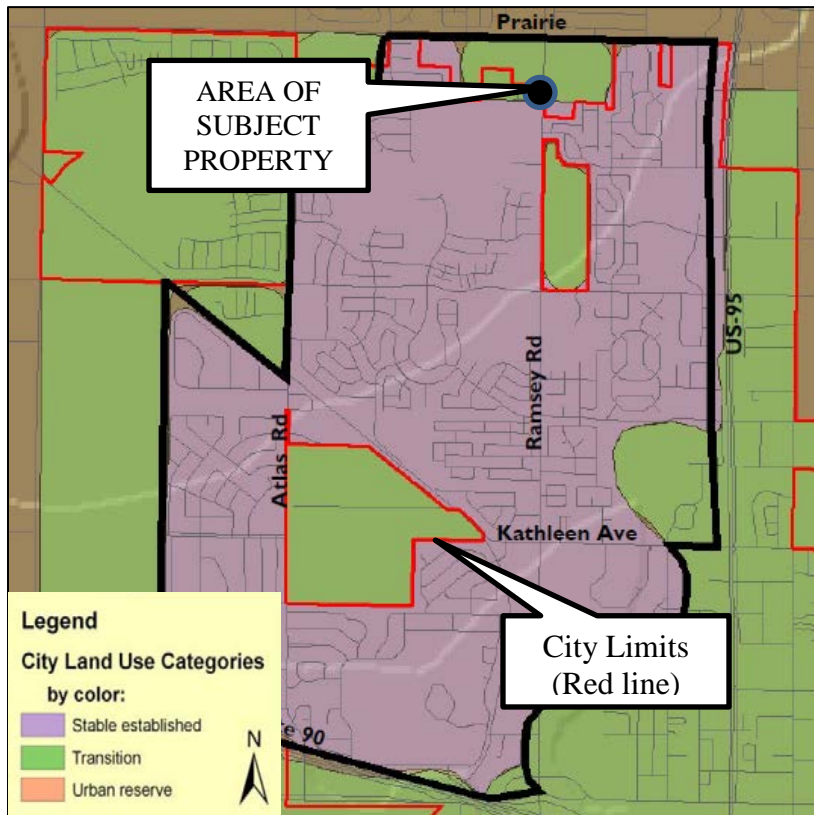 Prairie
AREA OF
SUBJECT
PROPERTY
US-95
Ramsey Rd
Atlas Rd
Kathleen Ave
City Limits
(Red line)
Legend
City Land Use Categories
by color:
Stable established
Transition
Urban reserve
N
90